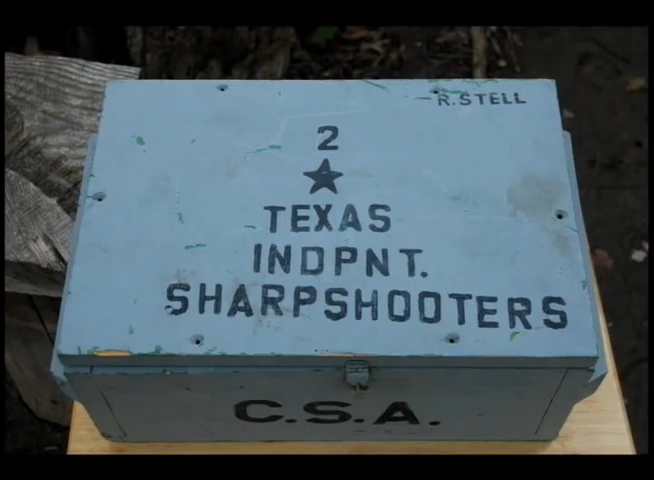 R.STELL
2
TEXAS
INDPNT.
SHARPSHOOTERS
C.S.A.